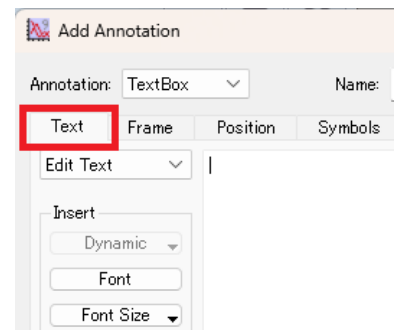 Add Annotation
Annotation: TextBox Name:
Text Frame Position Symbols
Edit Text
Insert
Dynamic
Font
Font Size